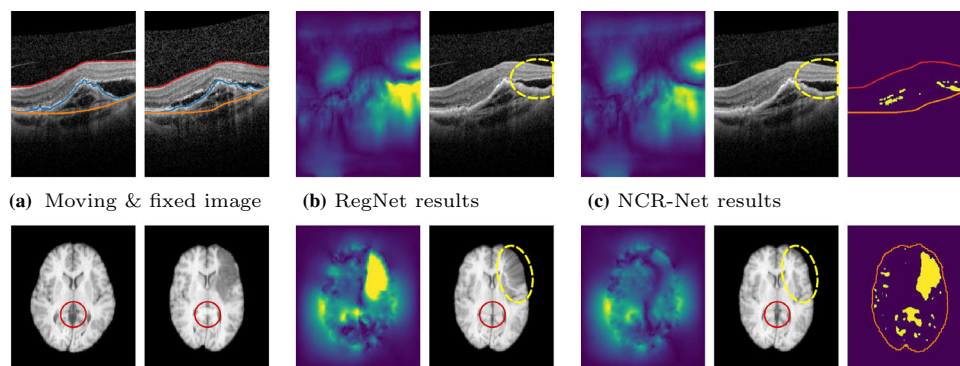 (a) Moving & fixed image
(b) RegNet results
(c) NCR-Net results